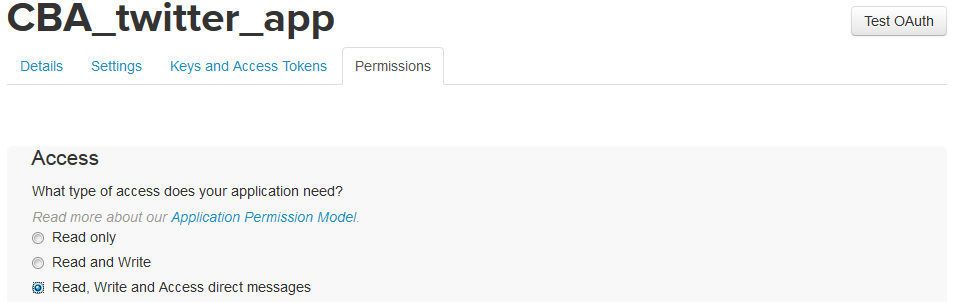 CBA_twitter_app
Test OAuth
Details Settings Keys and Access Tokens Permissions
Access
What type of access does your application need?
Read more about our Application Permission Model.
Read only
Read and Write
Read, Write and Access direct messages